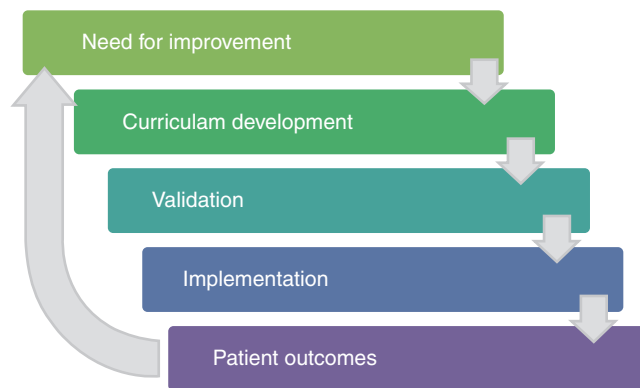 Need for improvement
Curriculam development
Validation
Implementation
Patient outcomes